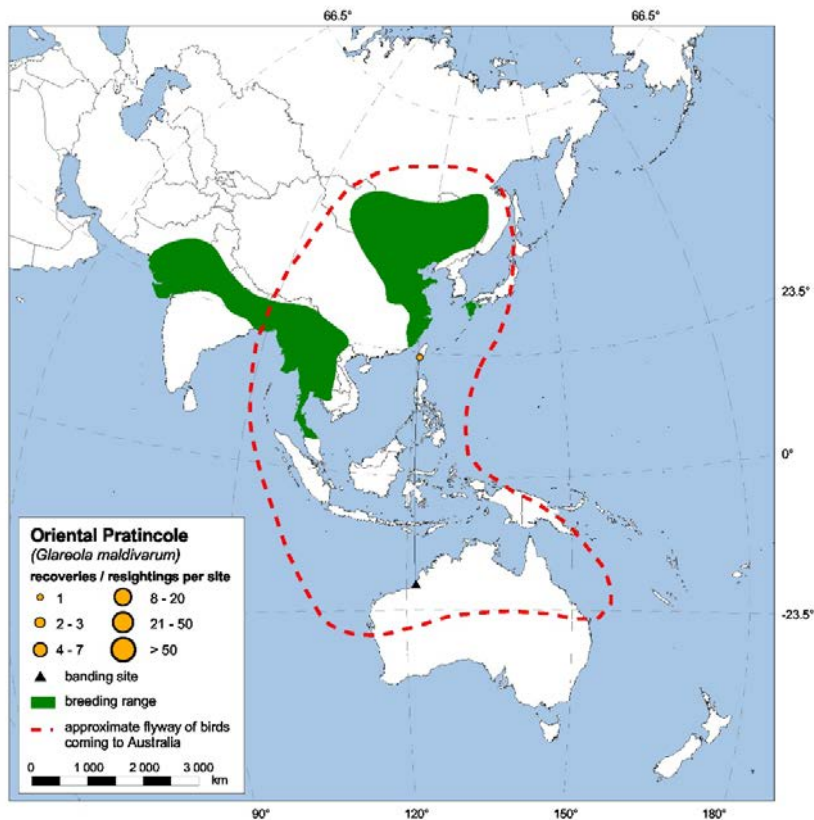 66.5°
66.5°
23.5°
0°
-23.5°
Oriental Pratincole
(Glareola maldivarum)
recoveries / resightings per site
1
8 - 20
2 - 3
21 - 50
4 - 7
> 50
banding site
breeding range
approximate flyway of birds
coming to Australia
0 1 000 2 000 3 000
km
90°
120°
150°
180°